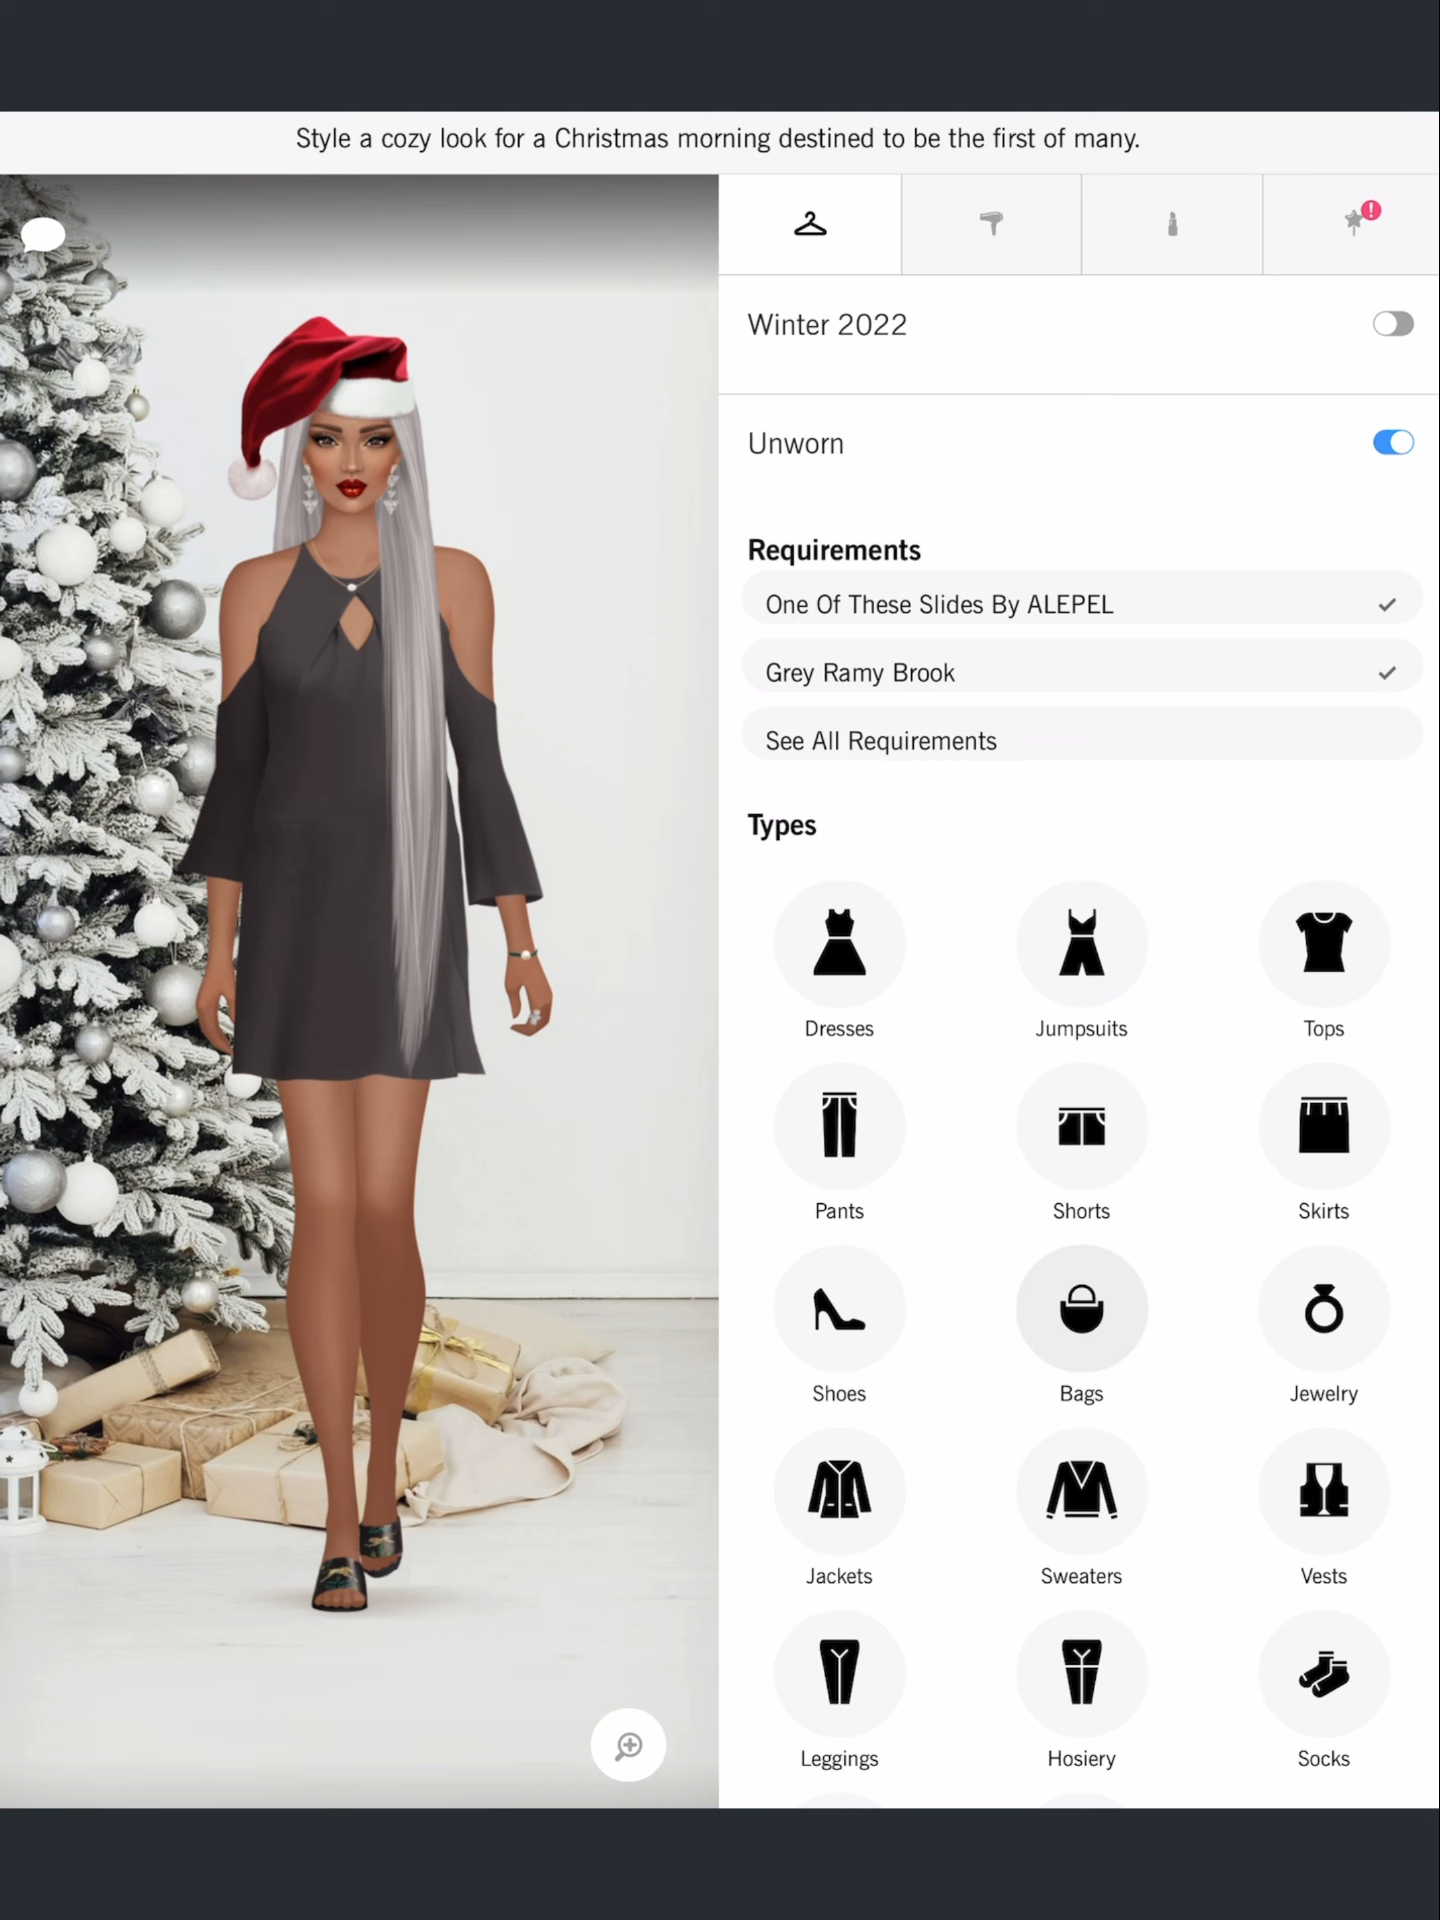 Style a cozy look for a Christmas morning destined to be the first of many.
Winter 2022
Unworn
Requirements
One Of These Slides By ALEPEL
Grey Ramy Brook
See All Requirements
Types
Dresses
Jumpsuits
Tops
Pants
Shorts
Skirts
Shoes
Bags
Jewelry
Jackets
Sweaters
Vests
Leggings
Hosiery
Socks